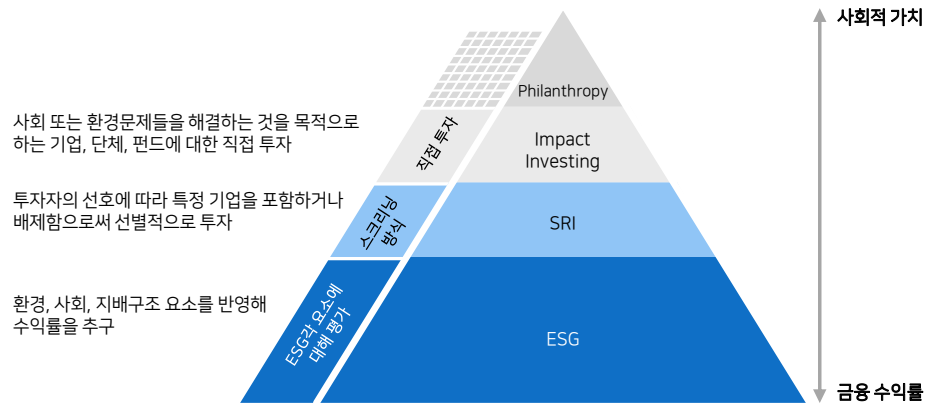 사회적 가치
Philanthropy
사회 또는 환경문제들을 해결하는 것을 목적으로
하는 기업, 단체, 펀드에 대한 직접 투자
직접 투자
Impact
Investing
투자자의 선호에 따라 특정 기업을 포함하거나
배제함으로써 선별적으로 투자
스크리닝
방식
SRI
환경, 사회, 지배구조 요소를 반영해
수익률을 추구
ESG각 요소에
대해 평가
ESG
금융 수익률